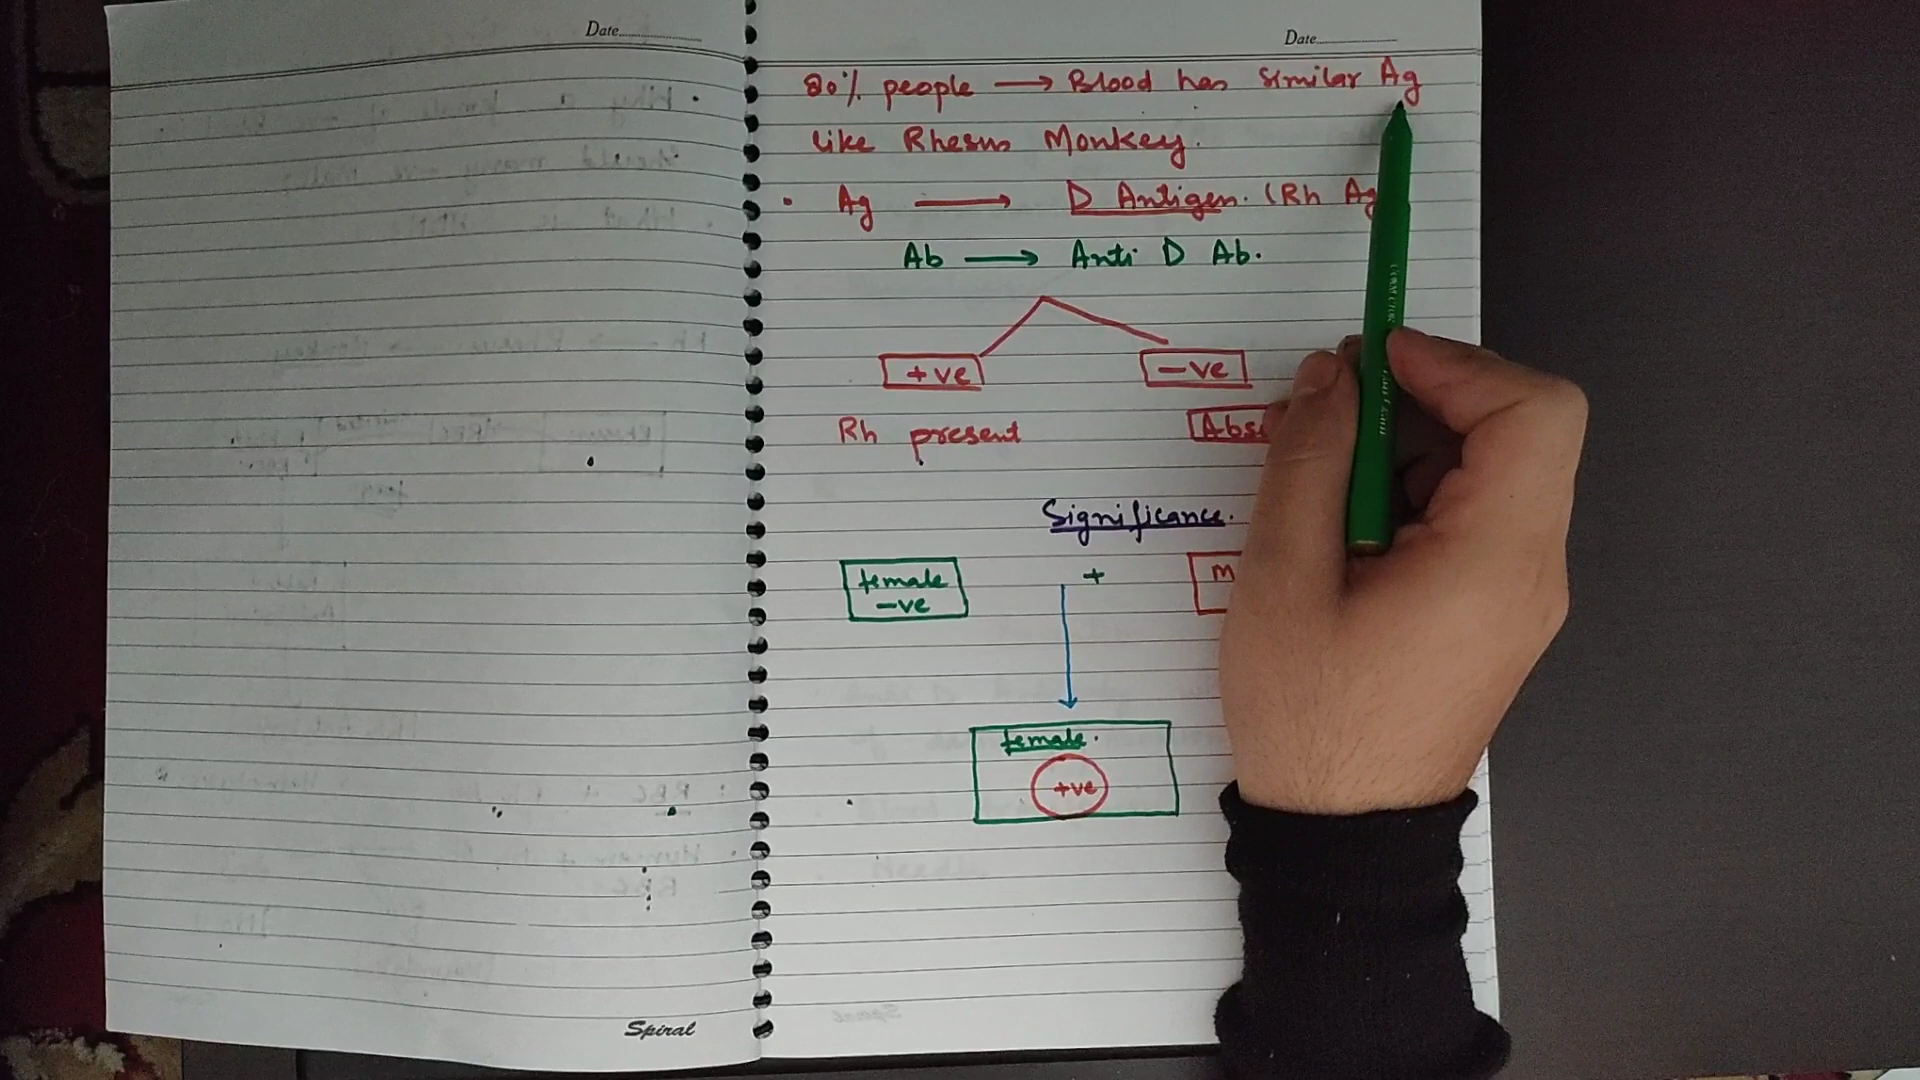 Date
Date
80% people → Blood has similar Ag
like Rhesus Monkey.
• Ag → D Antigen. (Rh Ag
Ab → Anti D Ab.
+ve
-ve
Rh present
Significance.
female
-ve
+
female.
+ve
Spiral